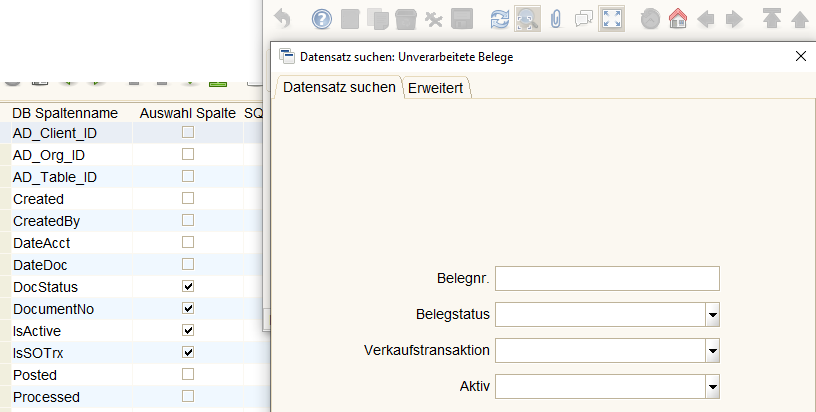 Datensatz suchen: Unverarbeitete Belege
Datensatz suchen Erweitert
DB Spaltenname Auswahl Spalte SQ
AD_Client_ID
AD_Org_ID
AD_Table_ID
Created
CreatedBy
DateAcct
DateDoc
DocStatus
DocumentNo
IsActive
IsSOTrx
Posted
Processed
Belegnr.
Belegstatus
Verkaufstransaktion
Aktiv